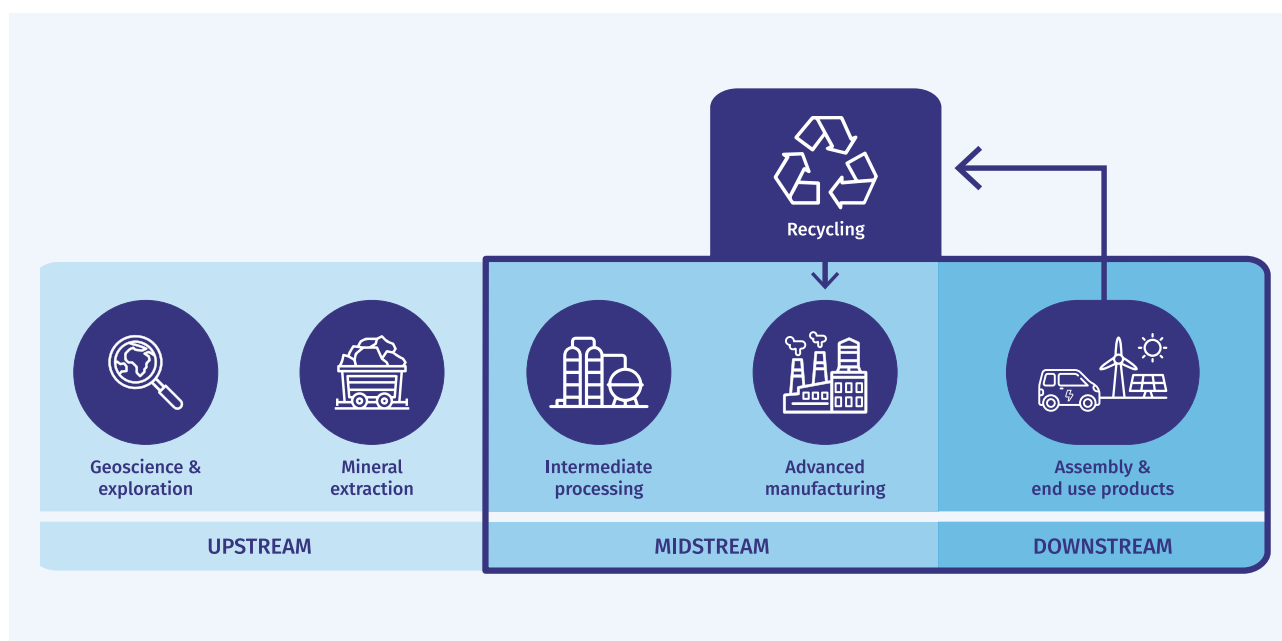 Recycling
Geoscience &
exploration
Mineral
extraction
Intermediate
processing
Advanced
manufacturing
Assembly &
end use products
UPSTREAM
MIDSTREAM
DOWNSTREAM